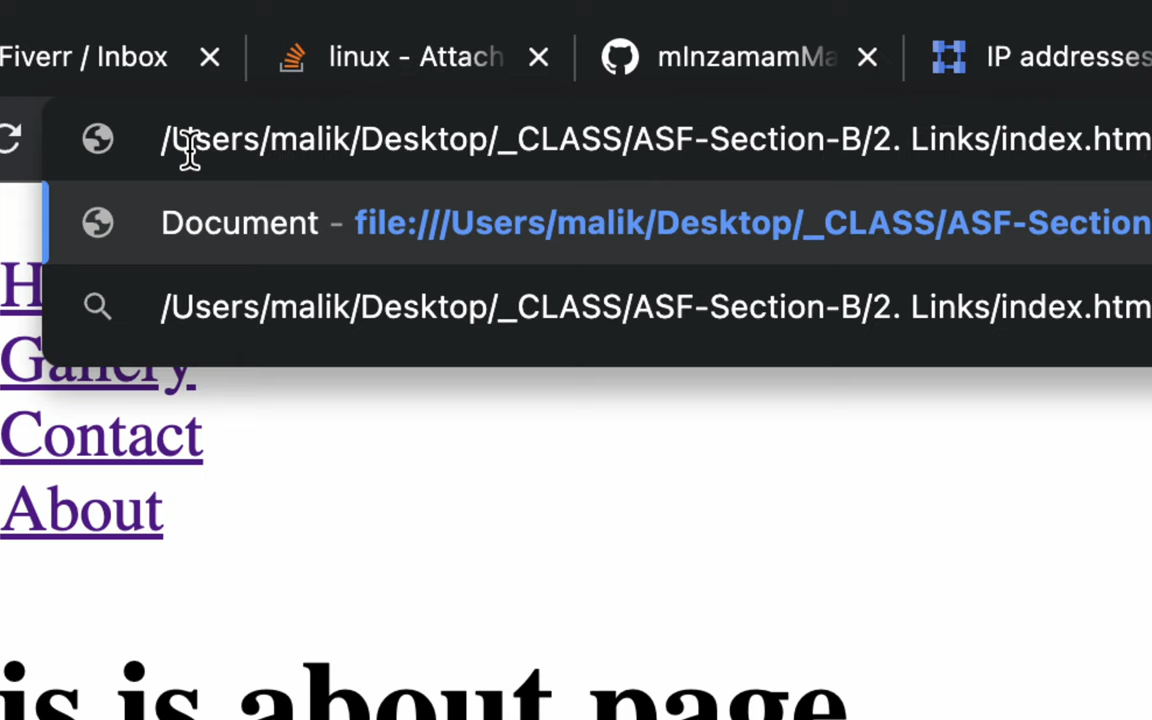 Fiverr / Inbox linux - Attach mInzamamMa IP addresses
/Users/malik/Desktop/_CLASS/ASF-Section-B/2. Links/index.htm
Document - file:///Users/malik/Desktop/_CLASS/ASF-Section
/Users/malik/Desktop/_CLASS/ASF-Section-B/2. Links/index.htm
H
Gallery
Contact
About
is is about page